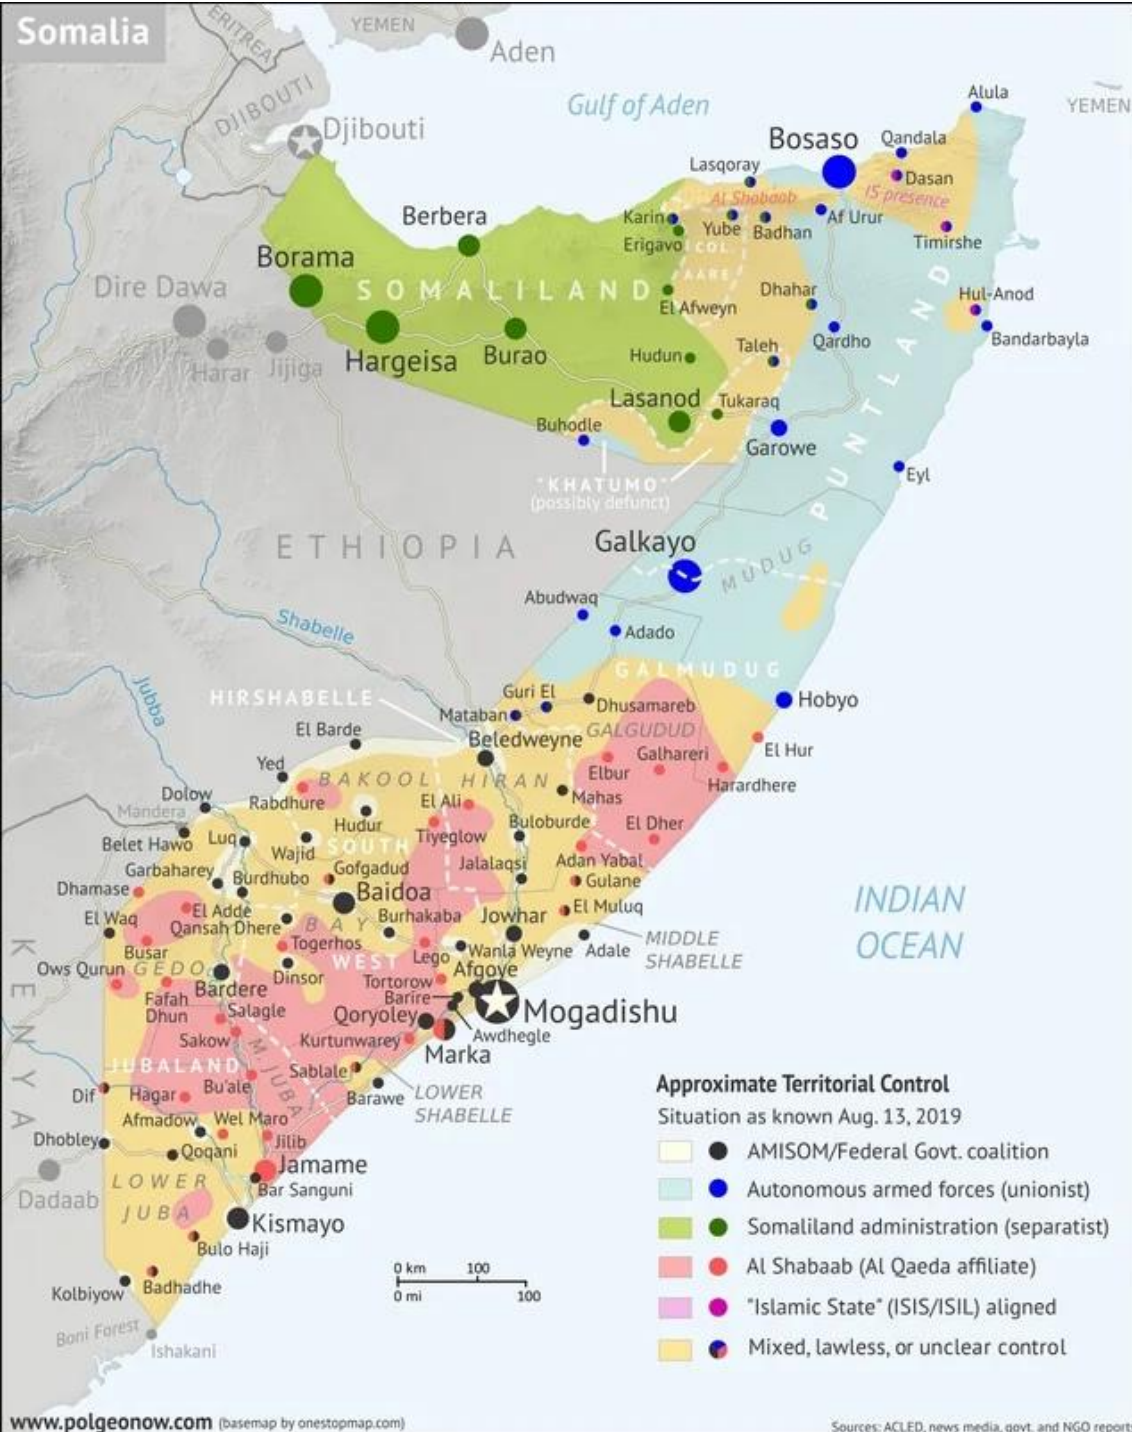 Somalia
ERITREA
YEMEN
Aden
DJIBOUTI
Djibouti
Gulf of Aden
Alula
YEMEN
Bosaso
Qandala
Lasqoray
Dasan
Al Shabaab
IS presence
Karin
Yube
Badhan
Af Urur
Timirshe
Berbera
Erigavo
COL.
AARE
Borama
SOMALILAND
Dire Dawa
El Afweyn
Dhahar
Hul-Anod
Qardho
Bandarbayla
Harar
Jijiga
Hargeisa
Burao
Hudun
Taleh
PUNTLAND
Lasanod
Tukaraq
Buhodle
Garowe
Eyl
"KHATUMO"
(possibly defunct)
ETHIOPIA
Galkayo
MUDUG
Abudwaq
Adado
Shabelle
GALMUDUG
Jubba
HIRSHABELLE
Guri El
Dhusamareb
Hobyo
Mataban
GALGUDUD
El Barde
Beledweyne
El Hur
Yed
BAKOOL
HIRAN
Elbur
Galhareri
Harardhere
Dolow
Rabdhure
El Ali
Mahas
Mandera
Hudur
Tiyeglow
Buloburde
El Dher
Belet Hawo
Luq
Wajid
SOUTH
Jalalaqsi
Adan Yabal
Garbaharey
Burdhubo
Gofgadud
Gulane
Dhamase
Baidoa
El Adde
El Muluq
El Waq
Qansah Dhere
BAY
Burhakaba
Jowhar
Busar
Togerhos
Wanla Weyne
Adale
MIDDLE
SHABELLE
INDIAN
OCEAN
Ows Qurun
GEDO
WEST
Lego
Afgoye
Bardere
Dinsor
Tortorow
Fafah
Dhun
Salagle
Barire
Mogadishu
Qoryoley
Sakow
Kurtunwarey
Awdhegle
Marka
KENYA
JUBALAND
M. JUBA
Sablale
Dif
Hagar
Bu'ale
Barawe
LOWER
SHABELLE
Afmadow
Wel Maro
Dhobley
Jilib
Qoqani
Jamame
Dadaab
LOWER
JUBA
Bar Sanguni
Kismayo
Bulo Haji
Badhadhe
Kolbiyow
Boni Forest
Ishakani
0 km 100
0 mi 100
Approximate Territorial Control
Situation as known Aug. 13, 2019
AMISOM/Federal Govt. coalition
Autonomous armed forces (unionist)
Somaliland administration (separatist)
Al Shabaab (Al Qaeda affiliate)
"Islamic State" (ISIS/ISIL) aligned
Mixed, lawless, or unclear control
www.polgeonow.com (basemap by onestopmap.com)
Sources: ACLED, news media, govt. and NGO reports